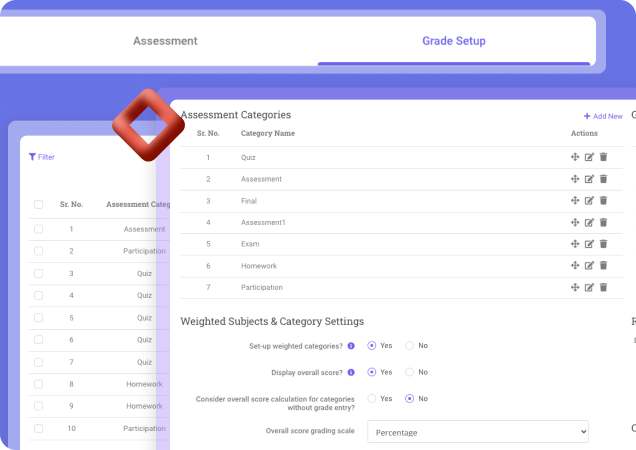 Assessment
Grade Setup
Assessment Categories
Add New
Sr. No.
Category Name
Actions
1
Quiz
2
Assessment
3
Final
4
Assessment1
5
Exam
6
Homework
7
Participation
Weighted Subjects & Category Settings
Set-up weighted categories?
Yes
No
Display overall score?
Yes
No
Consider overall score calculation for categories
without grade entry?
Yes
No
Overall score grading scale
Percentage
Filter
Sr. No.
Assessment Categ
1
Assessment
2
Participation
3
Quiz
4
Quiz
5
Quiz
6
Quiz
7
Quiz
8
Homework
9
Homework
10
Participation